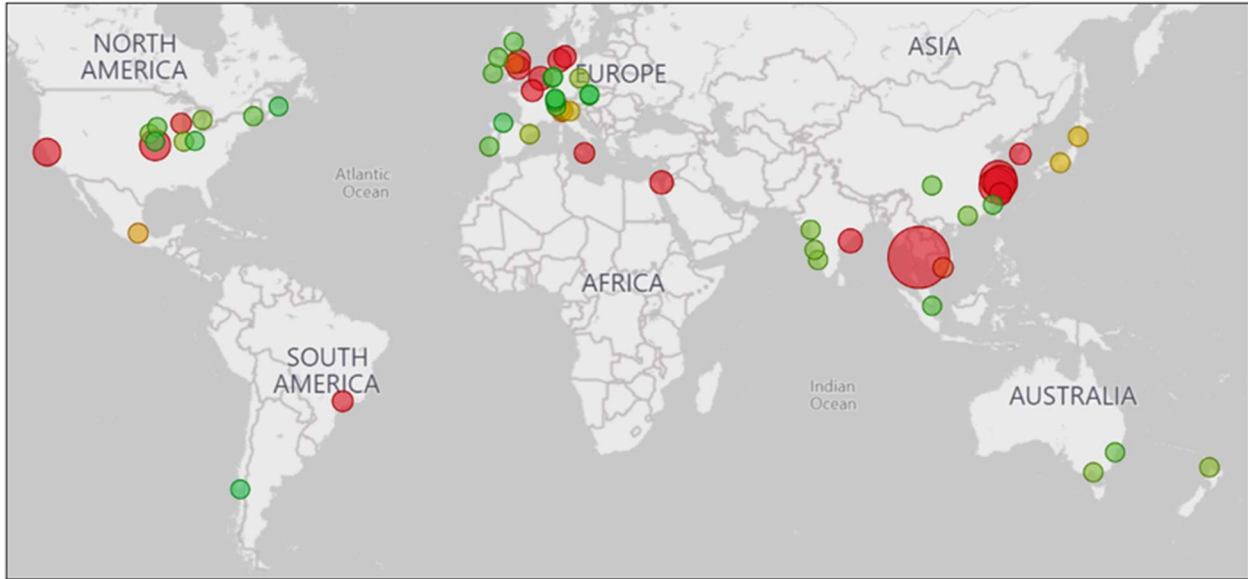 NORTH
AMERICA
ASIA
EUROPE
Atlantic
Ocean
AFRICA
SOUTH
AMERICA
Indian
Ocean
AUSTRALIA